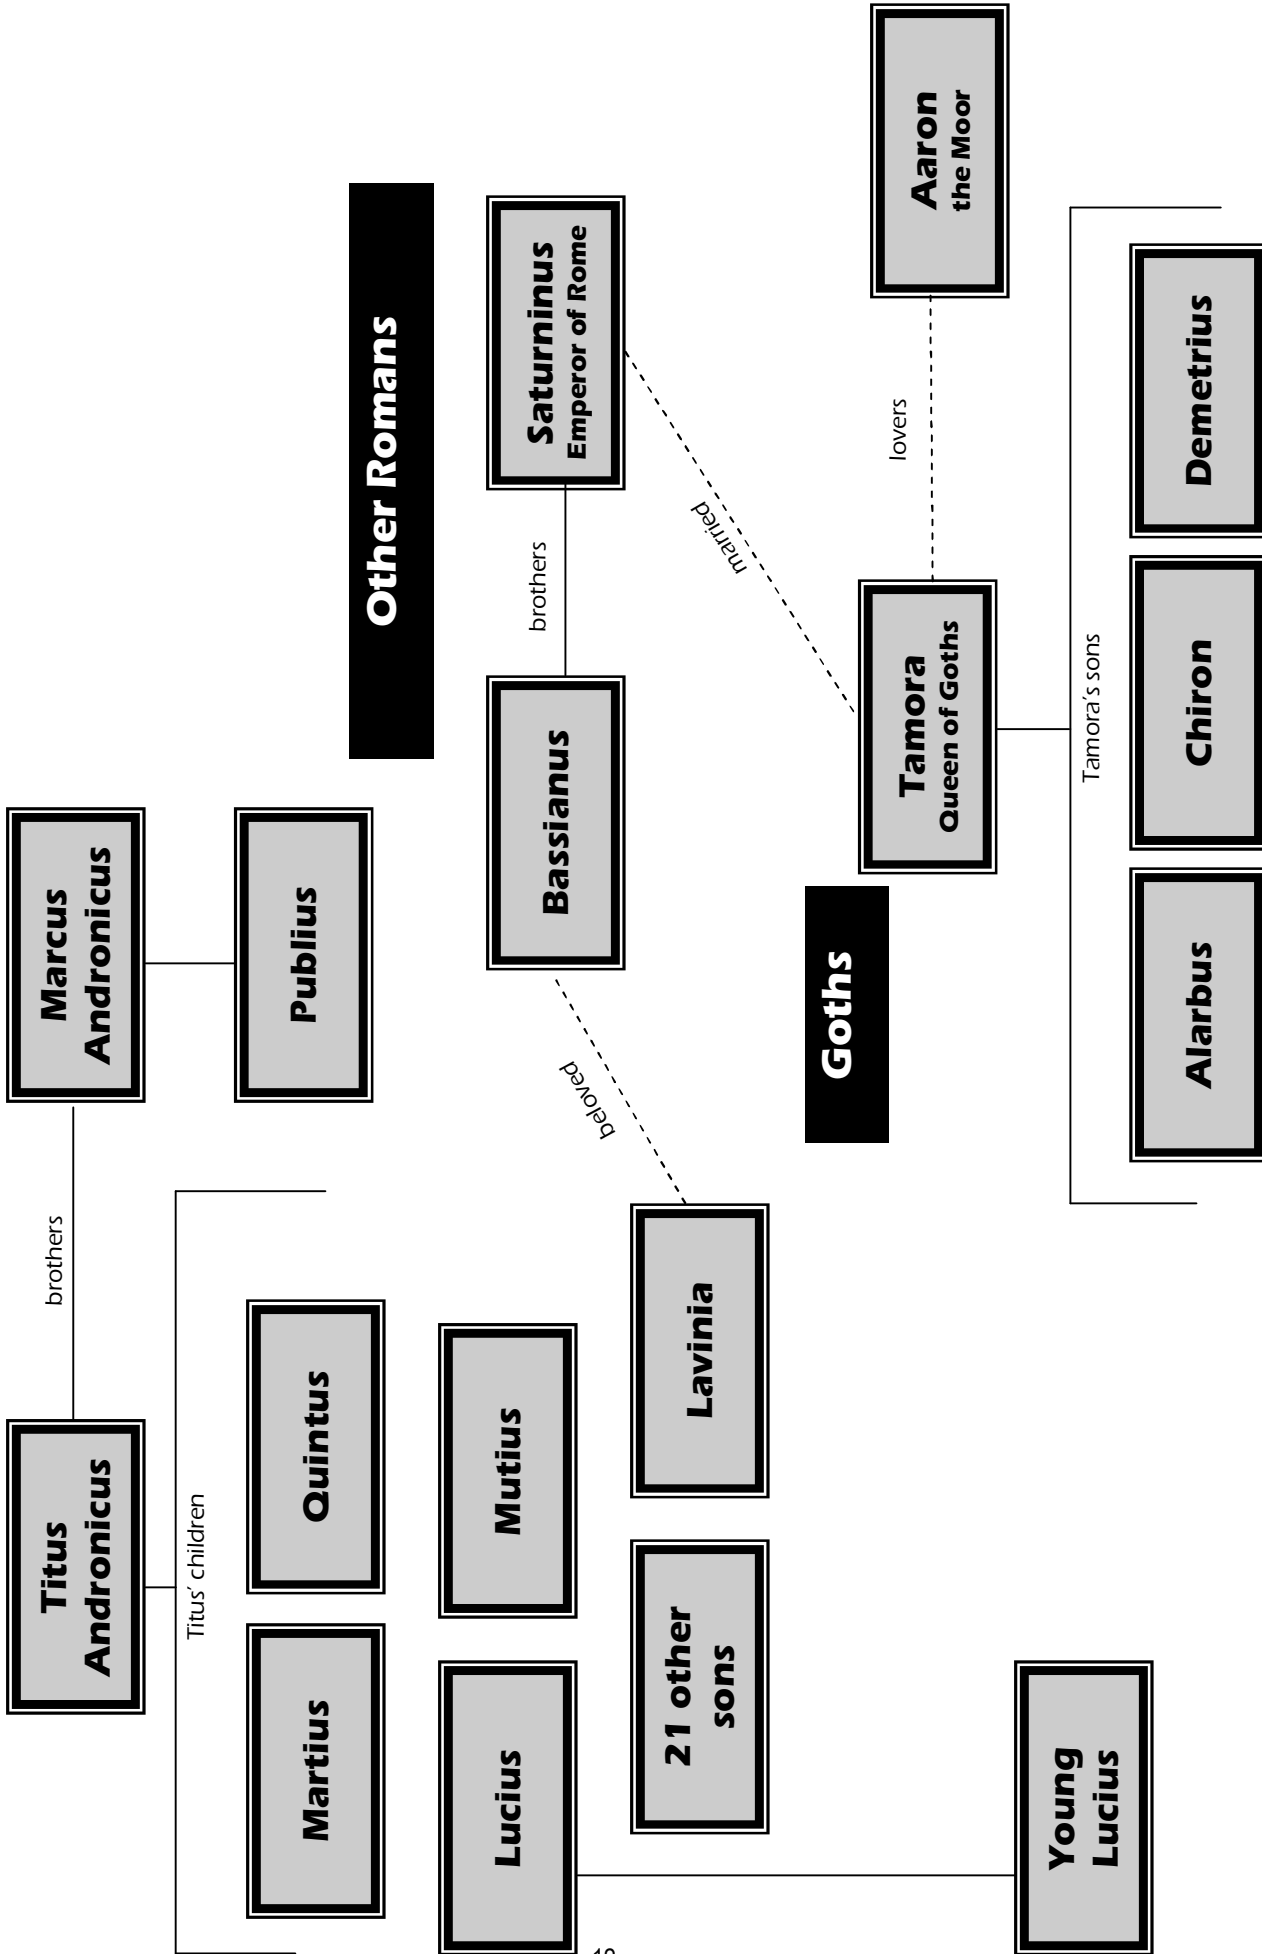 Titus
Andronicus
brothers
Marcus
Andronicus
Titus’ children
Publius
Martius
Quintus
Other Romans
Lucius
Mutius
Bassianus
brothers
Saturninus
Emperor of Rome
beloved
21 other
sons
Lavinia
married
Goths
Tamora
Queen of Goths
lovers
Aaron
the Moor
Young
Lucius
Tamora’s sons
Alarbus
Chiron
Demetrius